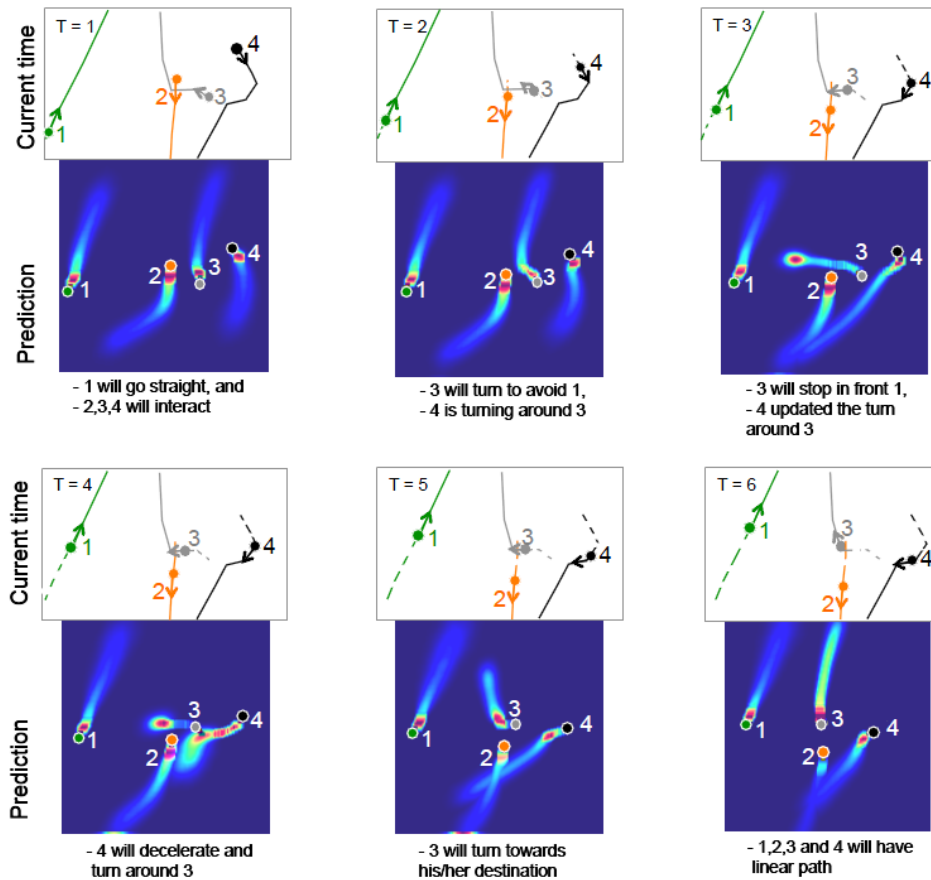 Current time
T = 1
1
2
3
4
T = 2
1
2
3
4
T = 3
1
2
3
4
Prediction
1
2
3
4
1
2
3
4
1
2
3
4
- 1 will go straight, and
- 2,3,4 will interact
- 3 will turn to avoid 1,
- 4 is turning around 3
- 3 will stop in front 1,
- 4 updated the turn
around 3
Current time
T = 4
1
2
3
4
T = 5
1
2
3
4
T = 6
1
2
3
4
Prediction
1
2
3
4
1
2
3
4
1
2
3
4
- 4 will decelerate and
turn around 3
- 3 will turn towards
his/her destination
- 1,2,3 and 4 will have
linear path